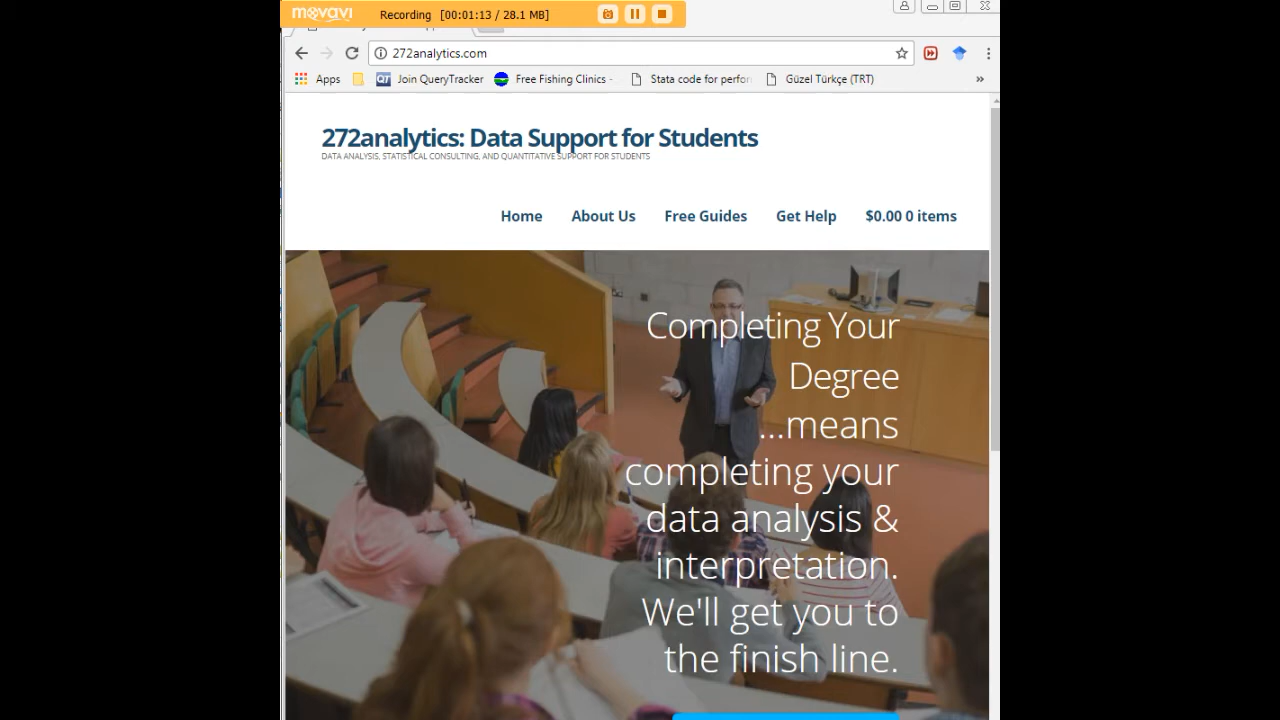 movavi Recording [00:01:13 / 28.1 MB]
272analytics.com
Apps Join QueryTracker Free Fishing Clinics - Stata code for perfor Güzel Türkçe (TRT) »
272analytics: Data Support for Students
DATA ANALYSIS, STATISTICAL CONSULTING, AND QUANTITATIVE SUPPORT FOR STUDENTS
Home About Us Free Guides Get Help $0.00 0 items
Completing Your
Degree
...means
completing your
data analysis &
interpretation.
We'll get you to
the finish line.